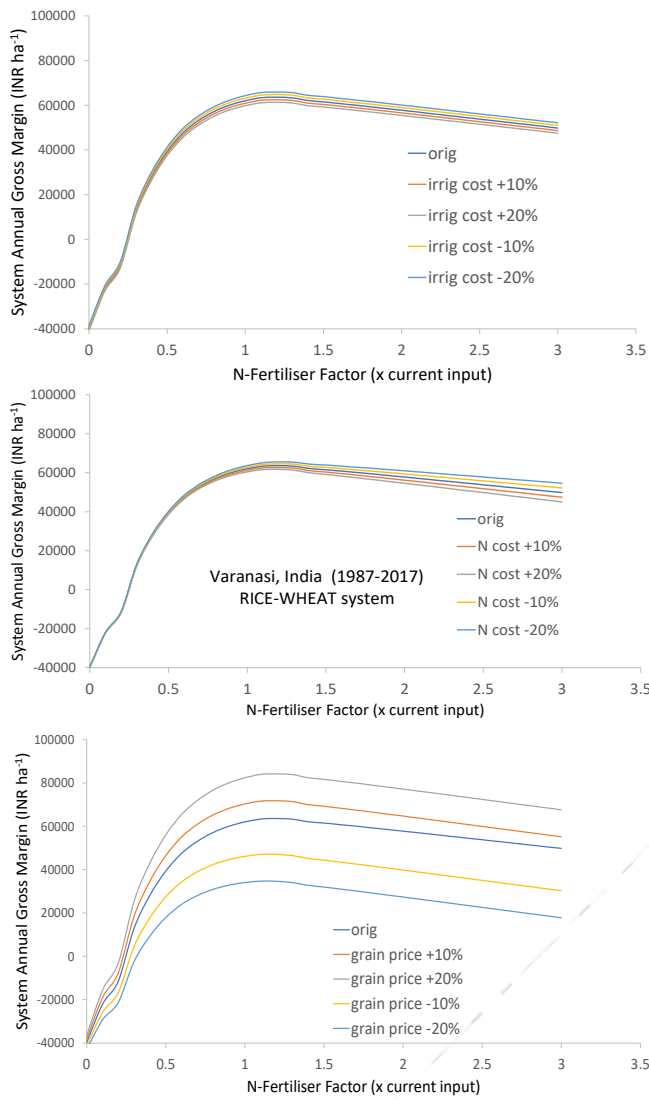 System Annual Gross Margin (INR ha⁻¹)
100000
80000
60000
40000
20000
0
-20000
-40000
orig
irrig cost +10%
irrig cost +20%
irrig cost -10%
irrig cost -20%
0 0.5 1 1.5 2 2.5 3 3.5
N-Fertiliser Factor (x current input)
System Annual Gross Margin (INR ha⁻¹)
100000
80000
60000
40000
20000
0
-20000
-40000
Varanasi, India (1987-2017)
RICE-WHEAT system
orig
N cost +10%
N cost +20%
N cost -10%
N cost -20%
0 0.5 1 1.5 2 2.5 3 3.5
N-Fertiliser Factor (x current input)
System Annual Gross Margin (INR ha⁻¹)
100000
80000
60000
40000
20000
0
-20000
-40000
orig
grain price +10%
grain price +20%
grain price -10%
grain price -20%
0 0.5 1 1.5 2 2.5 3 3.5
N-Fertiliser Factor (x current input)